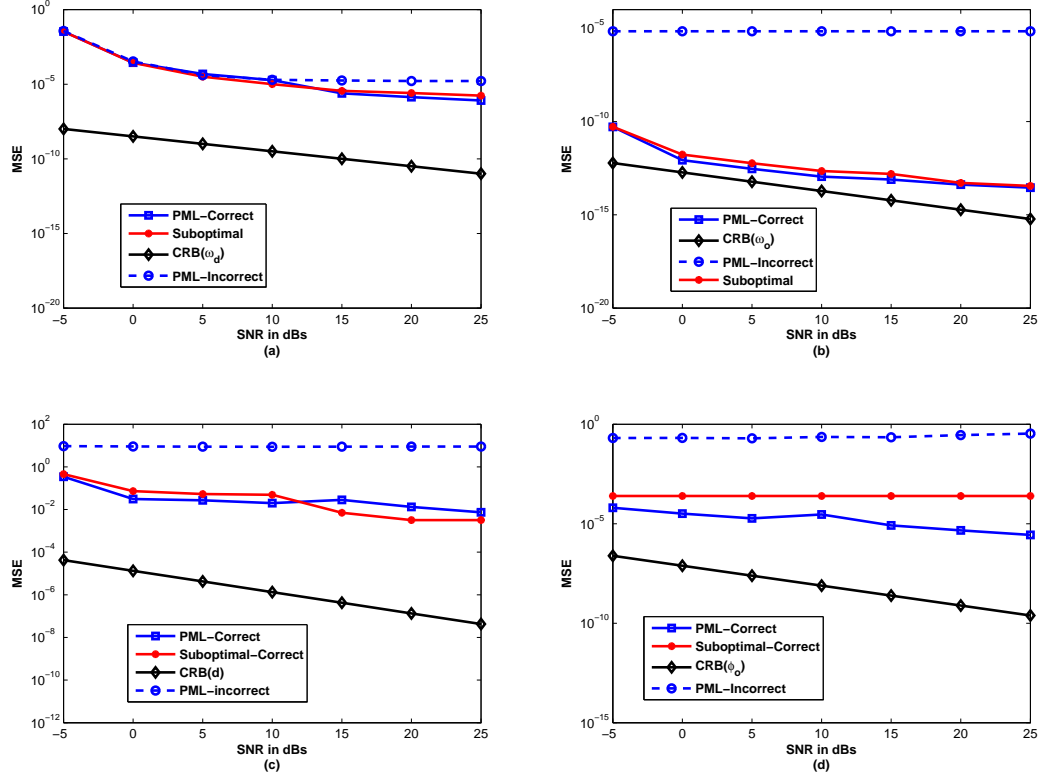 10^0
10^-5
10^-10
10^-15
10^-20
MSE
−5 0 5 10 15 20 25
SNR in dBs
(a)
PML−Correct
Suboptimal
CRB(ω_d)
PML−Incorrect
10^-5
10^-10
10^-15
10^-20
MSE
−5 0 5 10 15 20 25
SNR in dBs
(b)
PML−Correct
CRB(ω_o)
PML−Incorrect
Suboptimal
10^2
10^0
10^-2
10^-4
10^-6
10^-8
10^-10
10^-12
MSE
−5 0 5 10 15 20 25
SNR in dBs
(c)
PML−Correct
Suboptimal−Correct
CRB(d)
PML−incorrect
10^0
10^-5
10^-10
10^-15
MSE
−5 0 5 10 15 20 25
SNR in dBs
(d)
PML−Correct
Suboptimal−Correct
CRB(ϕ_o)
PML−Incorrect